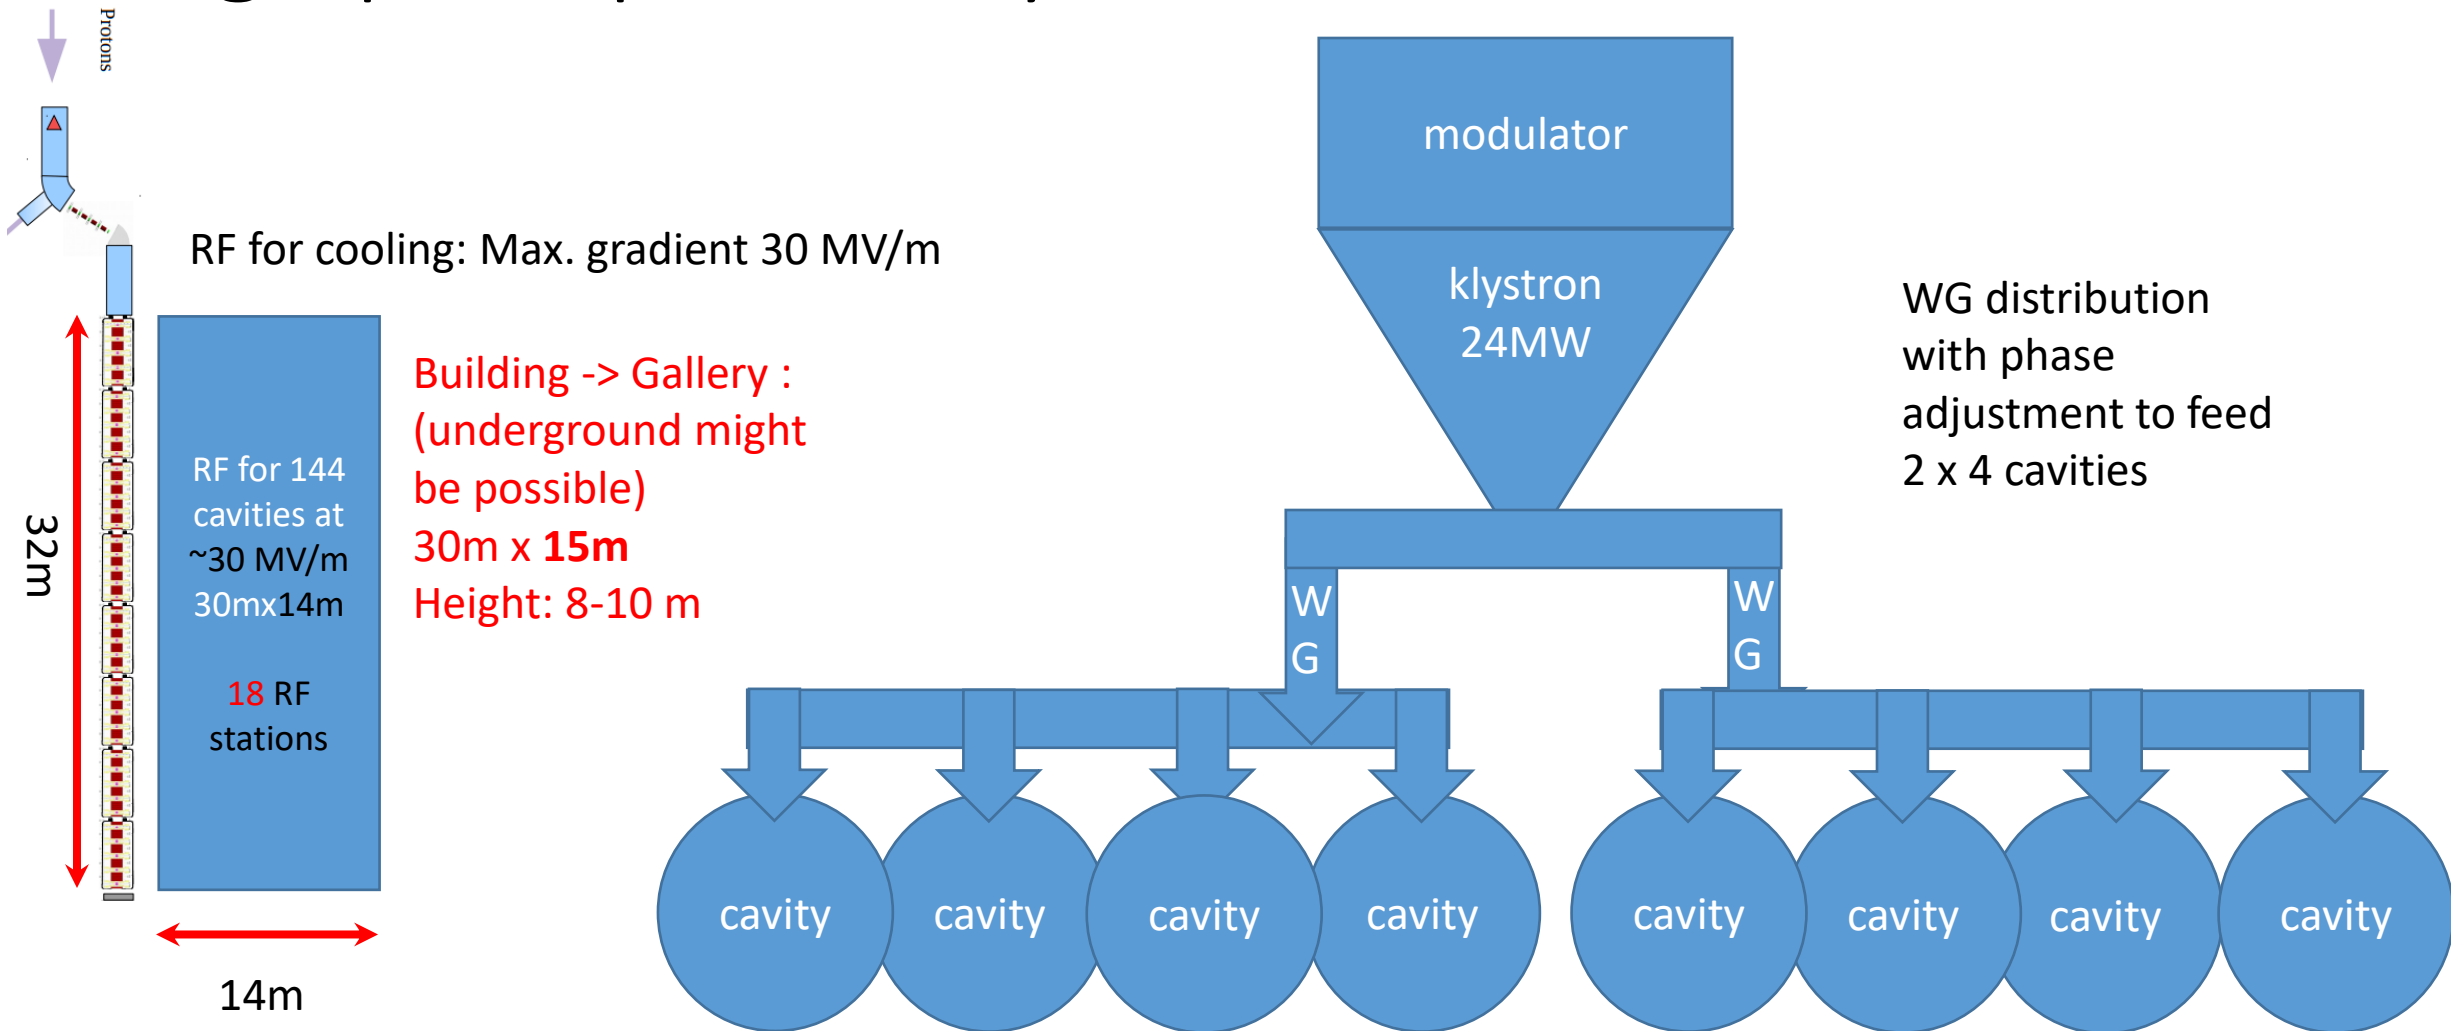 Protons
RF for cooling: Max. gradient 30 MV/m
32m
RF for 144
cavities at
~30 MV/m
30mx14m
18 RF
stations
14m
Building -> Gallery :
(underground might
be possible)
30m x 15m
Height: 8-10 m
modulator
klystron
24MW
WG distribution
with phase
adjustment to feed
2 x 4 cavities
W
G
W
G
cavity
cavity
cavity
cavity
cavity
cavity
cavity
cavity